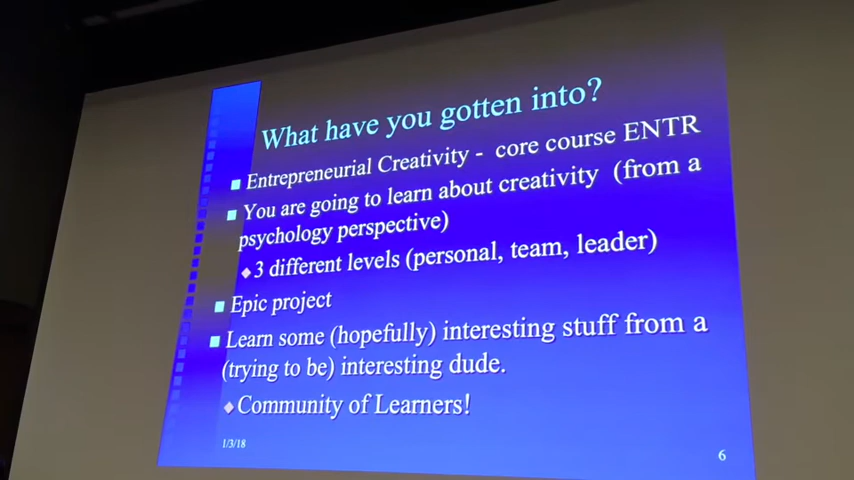 What have you gotten into?
Entrepreneurial Creativity - core course ENTR
You are going to learn about creativity (from a
psychology perspective)
3 different levels (personal, team, leader)
Epic project
Learn some (hopefully) interesting stuff from a
(trying to be) interesting dude.
Community of Learners!
1/3/18
6